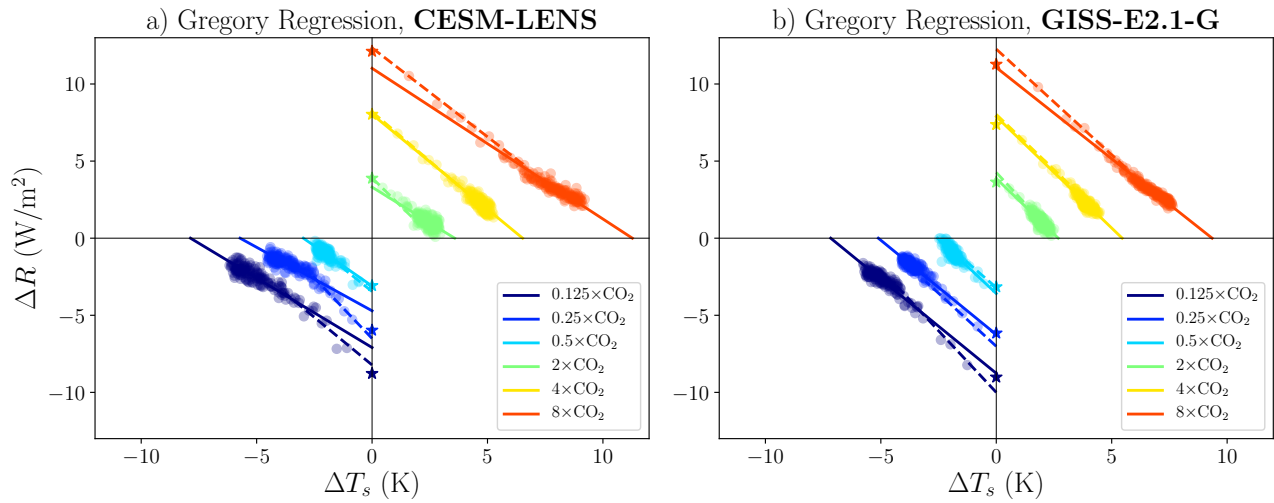 a) Gregory Regression, CESM-LENS
ΔR (W/m²)
10
5
0
−5
−10
−10
−5
0
5
10
ΔTₛ (K)
0.125×CO₂
0.25×CO₂
0.5×CO₂
2×CO₂
4×CO₂
8×CO₂
b) Gregory Regression, GISS-E2.1-G
10
5
0
−5
−10
−10
−5
0
5
10
ΔTₛ (K)
0.125×CO₂
0.25×CO₂
0.5×CO₂
2×CO₂
4×CO₂
8×CO₂